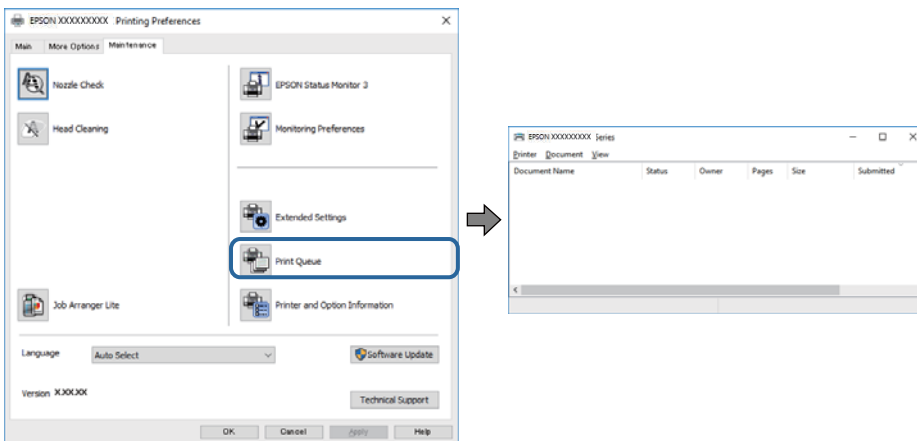 EPSON XXXXXXXXX Printing Preferences
Main More Options Maintenance
Nozzle Check
EPSON Status Monitor 3
Head Cleaning
Monitoring Preferences
Extended Settings
Print Queue
Job Arranger Lite
Printer and Option Information
Language Auto Select
Software Update
Version X.XX.XX
Technical Support
OK Cancel Apply Help
EPSON XXXXXXXXX Series
Printer Document View
Document Name Status Owner Pages Size Submitted